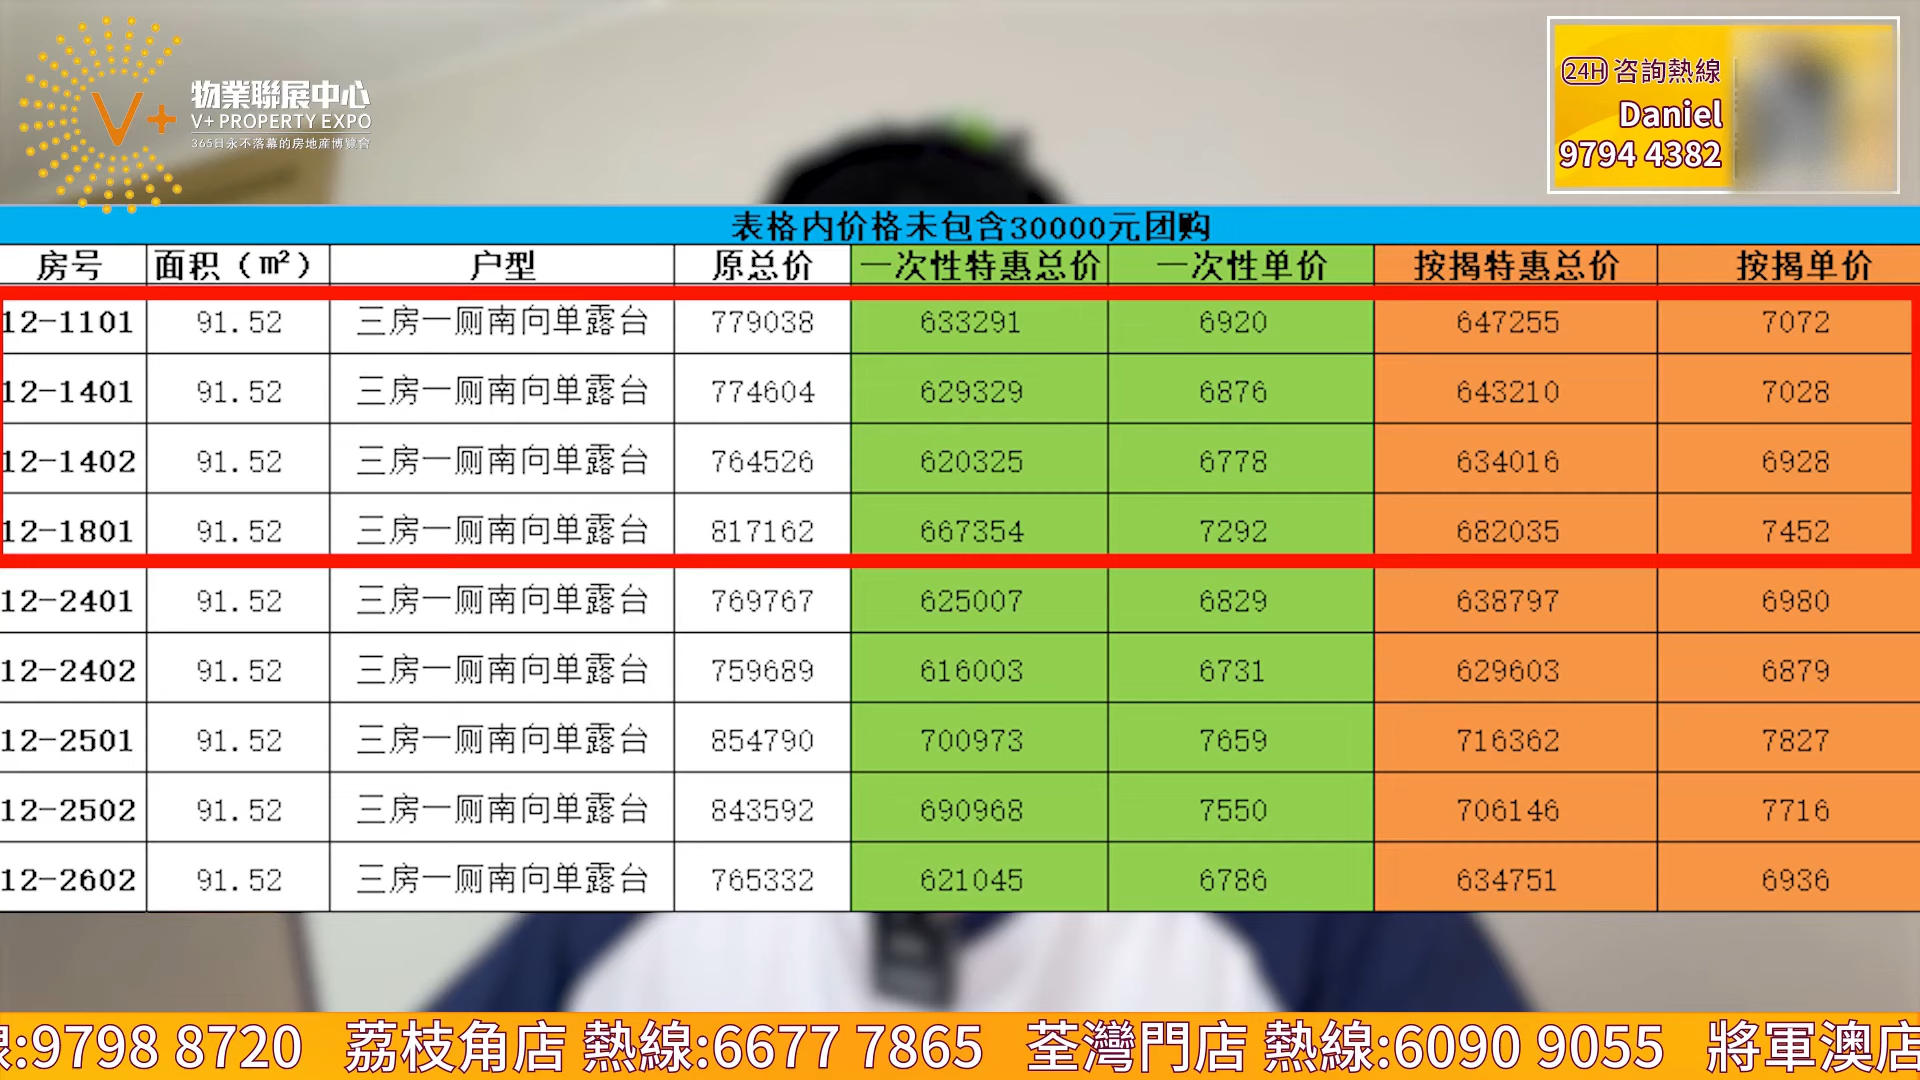 物業聯展中心
V+ PROPERTY EXPO
365日永不落幕的房地產博覽會
24H 咨詢熱線
Daniel
9794 4382
表格内价格未包含30000元团购
房号 面积（㎡） 户型 原总价 一次性特惠总价 一次性单价 按揭特惠总价 按揭单价
12-1101 91.52 三房一厕南向单露台 779038 633291 6920 647255 7072
12-1401 91.52 三房一厕南向单露台 774604 629329 6876 643210 7028
12-1402 91.52 三房一厕南向单露台 764526 620325 6778 634016 6928
12-1801 91.52 三房一厕南向单露台 817162 667354 7292 682035 7452
12-2401 91.52 三房一厕南向单露台 769767 625007 6829 638797 6980
12-2402 91.52 三房一厕南向单露台 759689 616003 6731 629603 6879
12-2501 91.52 三房一厕南向单露台 854790 700973 7659 716362 7827
12-2502 91.52 三房一厕南向单露台 843592 690968 7550 706146 7716
12-2602 91.52 三房一厕南向单露台 765332 621045 6786 634751 6936
線:9798 8720 荔枝角店 熱線:6677 7865 荃灣門店 熱線:6090 9055 將軍澳店